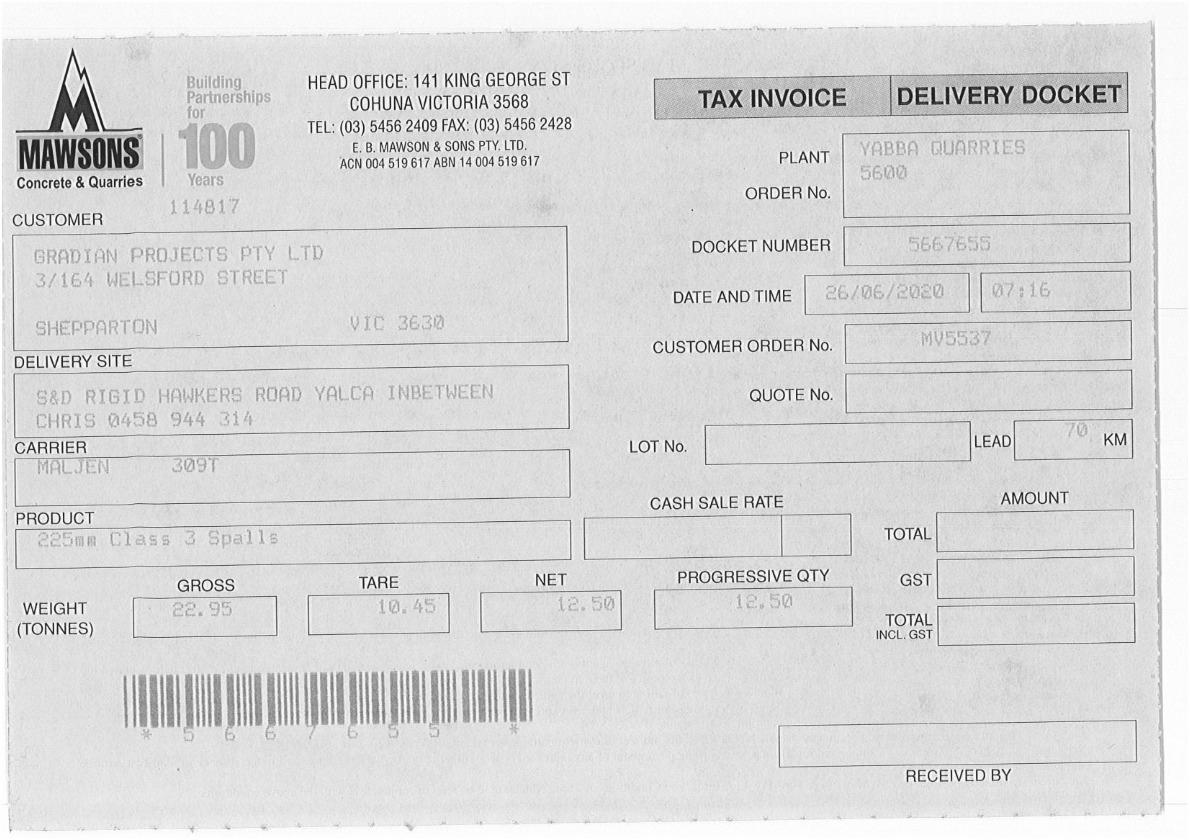 MAWSONS
Concrete & Quarries
Building
Partnerships
for
100
Years
HEAD OFFICE: 141 KING GEORGE ST
COHUNA VICTORIA 3568
TEL: (03) 5456 2409 FAX: (03) 5456 2428
E. B. MAWSON & SONS PTY. LTD.
ACN 004 519 617 ABN 14 004 519 617
TAX INVOICE DELIVERY DOCKET
PLANT YABBA QUARRIES
ORDER No. 5600
114817
CUSTOMER
GRADIAN PROJECTS PTY LTD
3/164 WELSFORD STREET
SHEPPARTON VIC 3630
DOCKET NUMBER 5667655
DATE AND TIME 26/06/2020 07:16
CUSTOMER ORDER No. MV5537
QUOTE No.
LOT No. LEAD 70 KM
DELIVERY SITE
S&D RIGID HAWKERS ROAD YALCA INBETWEEN
CHRIS 0458 944 314
CARRIER
MALJEN 309T
PRODUCT
225mm Class 3 Spalls
CASH SALE RATE AMOUNT
TOTAL
GST
TOTAL
INCL. GST
GROSS TARE NET PROGRESSIVE QTY
WEIGHT
(TONNES) 22.95 10.45 12.50 12.50
* 5 6 6 7 6 5 5 *
RECEIVED BY